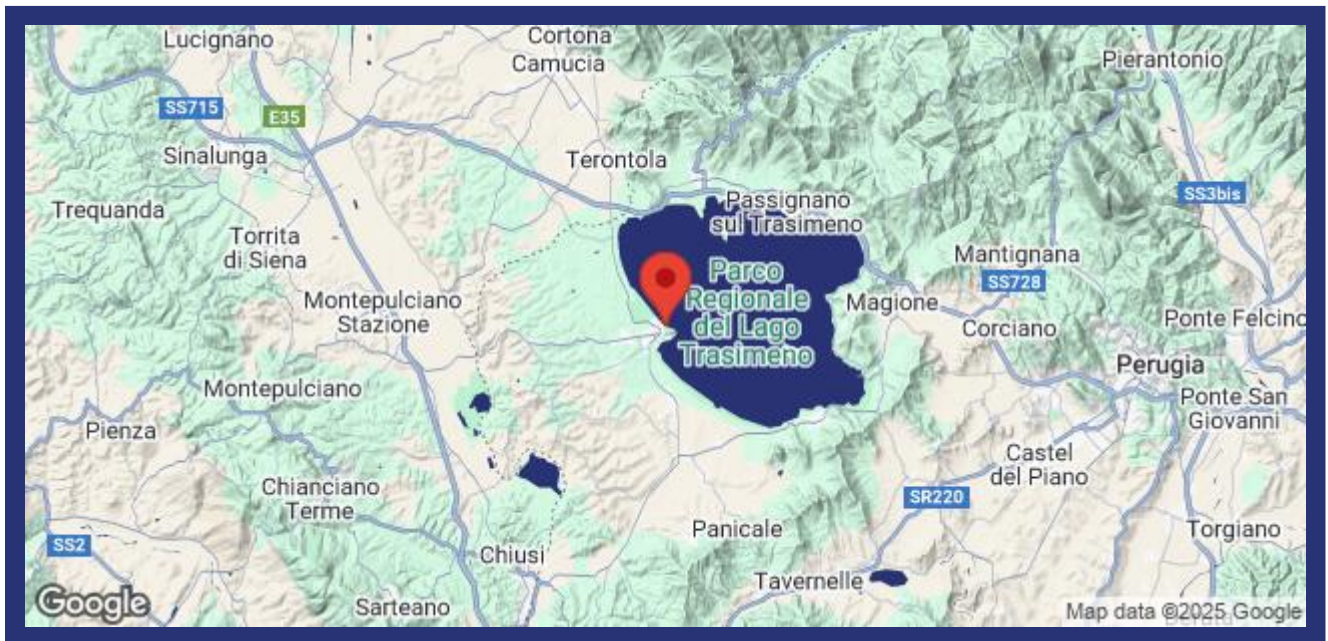 Lucignano
Cortona
Camucia
Pierantonio
SS715
E35
Sinalunga
Terontola
SS3bis
Trequanda
Passignano
sul Trasimeno
Torrita
di Siena
Mantignana
Parco
Regionale
del Lago
Trasimeno
SS728
Montepulciano
Stazione
Magione
Corciano
Ponte Felcino
Perugia
Montepulciano
Ponte San
Giovanni
Pienza
Castel
del Piano
Chianciano
Terme
SR220
Panicale
Torgiano
SS2
Chiusi
Tavernelle
Sarteano
Google
Map data ©2025 Google